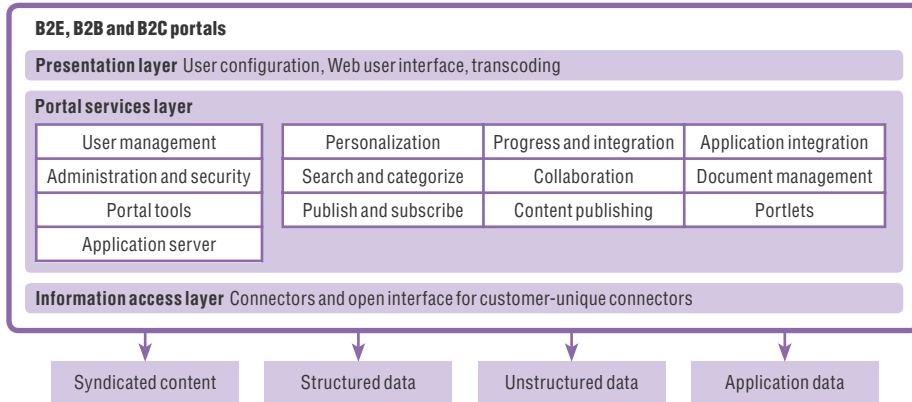 B2E, B2B and B2C portals
Presentation layer User configuration, Web user interface, transcoding
Portal services layer
User management
Administration and security
Portal tools
Application server
Personalization
Progress and integration
Application integration
Search and categorize
Collaboration
Document management
Publish and subscribe
Content publishing
Portlets
Information access layer Connectors and open interface for customer-unique connectors
Syndicated content
Structured data
Unstructured data
Application data